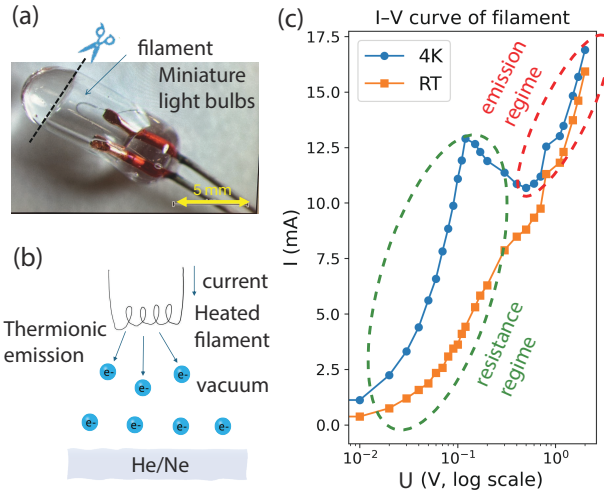 (a)
filament
Miniature
light bulbs
5 mm
(b)
current
Heated
filament
Thermionic
emission
e-
e-
e-
vacuum
e-
e-
e-
e-
He/Ne
(c)
I–V curve of filament
4K
RT
emission
regime
resistance
regime
17.5
15.0
12.5
10.0
7.5
5.0
2.5
0.0
I (mA)
10⁻²
10⁻¹
10⁰
U (V, log scale)